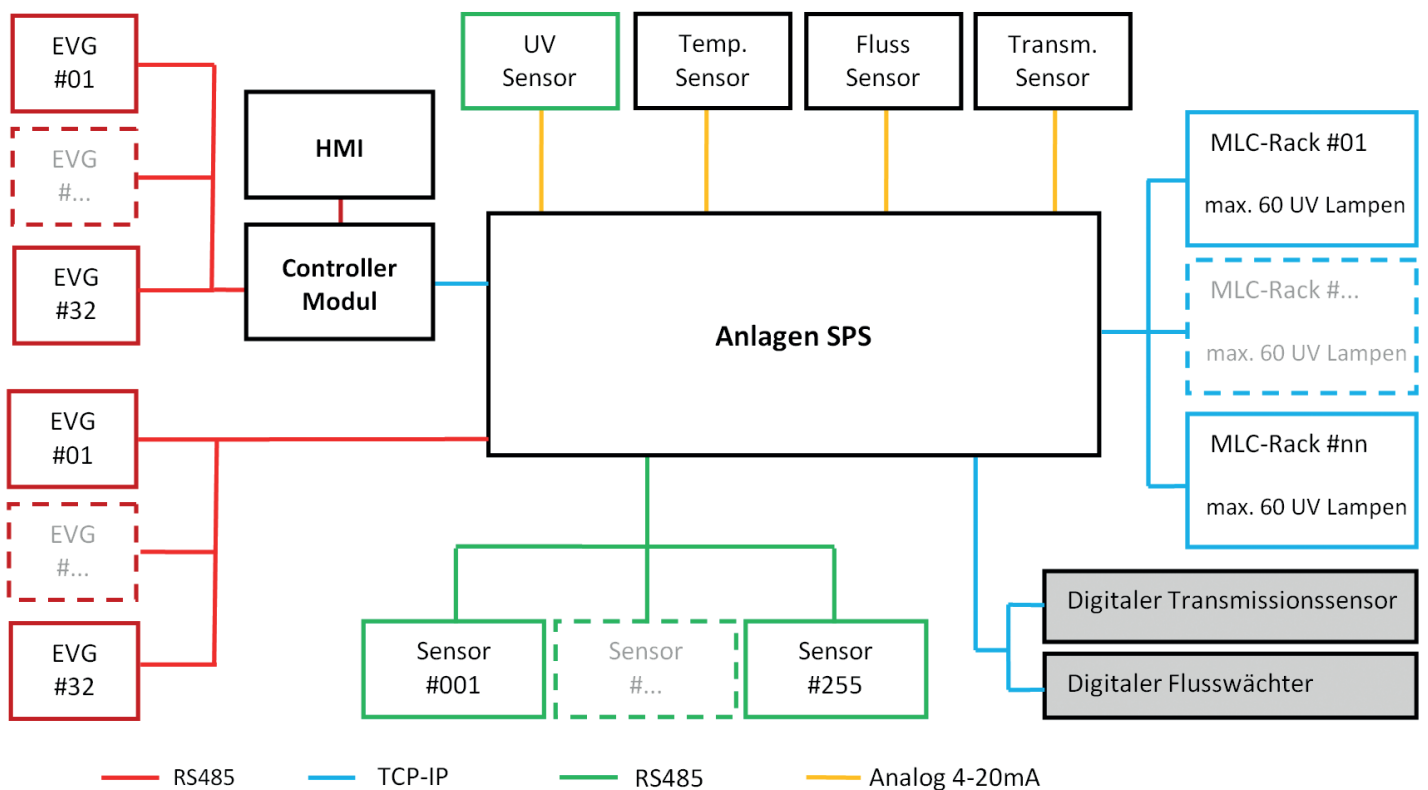 EVG
#01
EVG
#...
EVG
#32
HMI
Controller
Modul
UV
Sensor
Temp.
Sensor
Fluss
Sensor
Transm.
Sensor
Anlagen SPS
MLC-Rack #01
max. 60 UV Lampen
MLC-Rack #...
max. 60 UV Lampen
MLC-Rack #nn
max. 60 UV Lampen
EVG
#01
EVG
#...
EVG
#32
Sensor
#001
Sensor
#...
Sensor
#255
Digitaler Transmissionssensor
Digitaler Flusswächter
RS485
TCP-IP
RS485
Analog 4-20mA